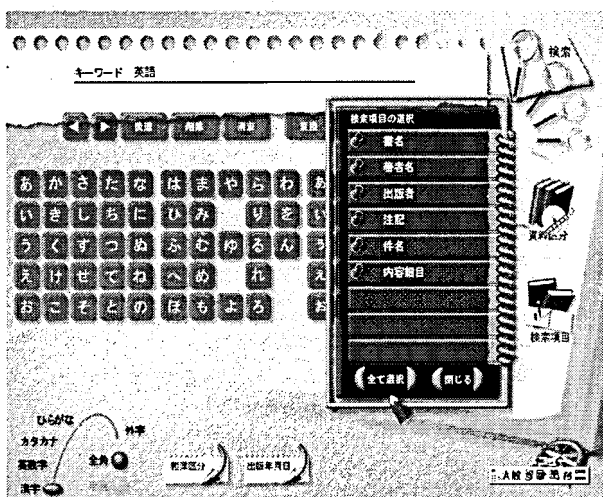 検索
キーワード 英語
検索項目の選択
書名
著者名
出版者
注記
件名
内容細目
全て選択
閉じる
◀ ▶ 削除
あ か さ た な は ま や ら わ
い き し ち に ひ み り を い
う く す つ ぬ ふ む ゆ る ん う
え け せ て ね へ め れ え
お こ そ と の ほ も よ ろ お
資料区分
検索項目
ひらがな
カタカナ
英数字
漢字
外字
全角
出版年月日